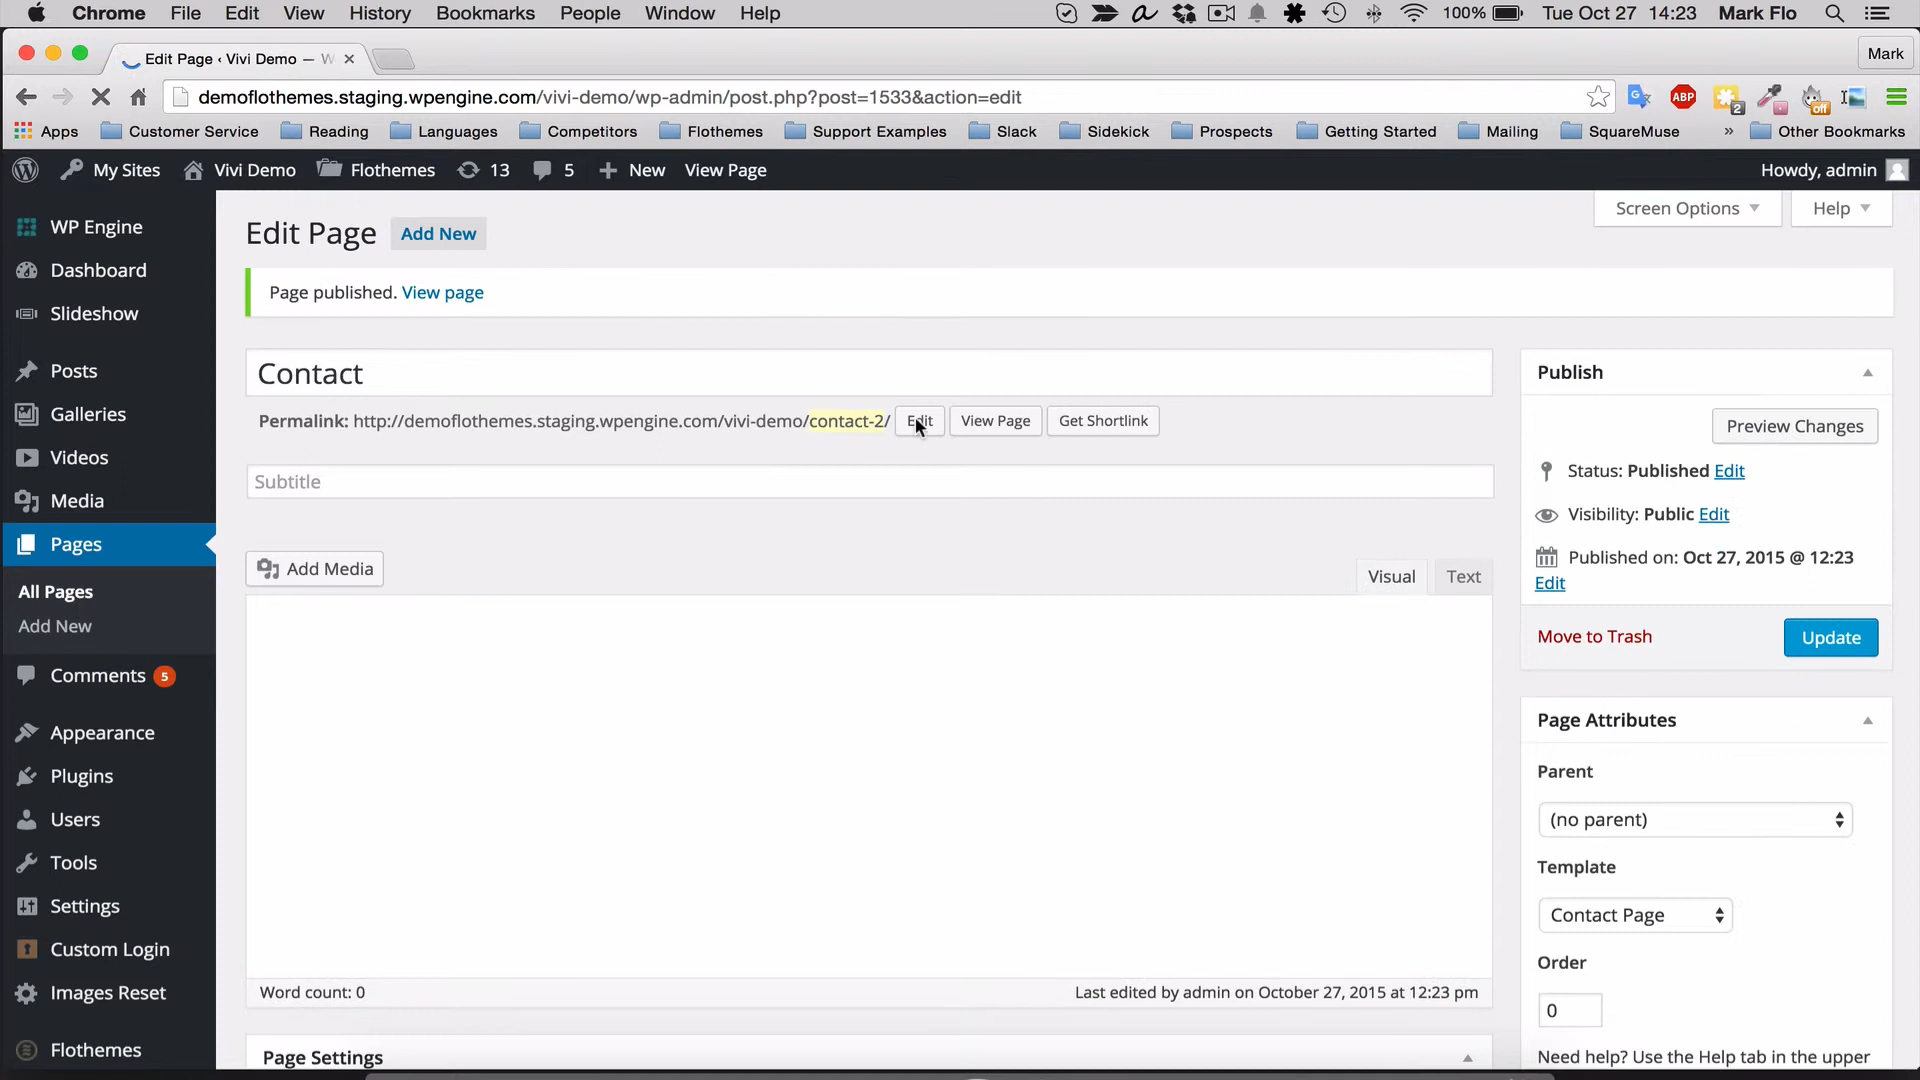 Chrome File Edit View History Bookmarks People Window Help 100% Tue Oct 27 14:23 Mark Flo
Edit Page ‹ Vivi Demo — W Mark
demoflothemes.staging.wpengine.com/vivi-demo/wp-admin/post.php?post=1533&action=edit ABP 2 off
Apps Customer Service Reading Languages Competitors Flothemes Support Examples Slack Sidekick Prospects Getting Started Mailing SquareMuse » Other Bookmarks
My Sites Vivi Demo Flothemes 13 5 New View Page Howdy, admin
Screen Options Help
Edit Page Add New
Page published. View page
WP Engine
Dashboard
Slideshow
Posts
Galleries
Videos
Media
Pages
All Pages
Add New
Comments 5
Appearance
Plugins
Users
Tools
Settings
Custom Login
Images Reset
Flothemes
Contact
Permalink: http://demoflothemes.staging.wpengine.com/vivi-demo/contact-2/ Edit View Page Get Shortlink
Subtitle
Add Media Visual Text
Word count: 0 Last edited by admin on October 27, 2015 at 12:23 pm
Page Settings
Publish
Preview Changes
Status: Published Edit
Visibility: Public Edit
Published on: Oct 27, 2015 @ 12:23
Edit
Move to Trash Update
Page Attributes
Parent
(no parent)
Template
Contact Page
Order
0
Need help? Use the Help tab in the upper